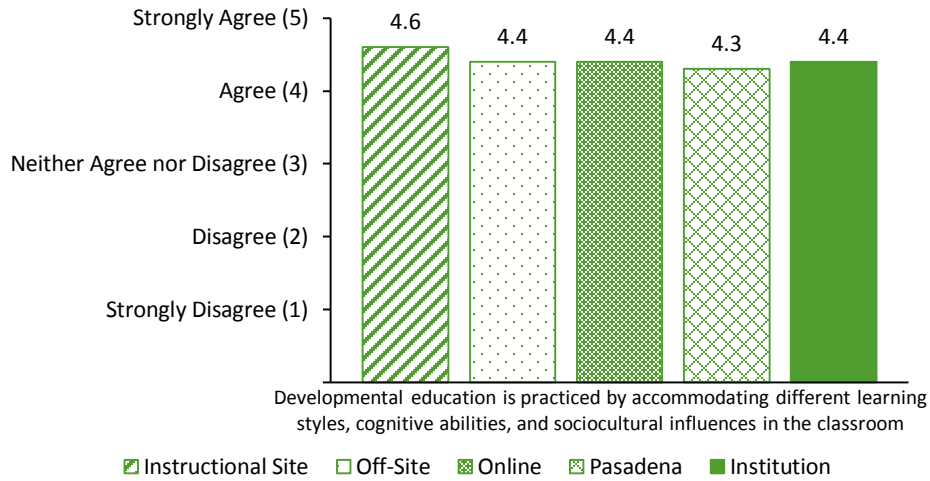 Strongly Agree (5)
4.6
4.4
4.4
4.3
4.4
Agree (4)
Neither Agree nor Disagree (3)
Disagree (2)
Strongly Disagree (1)
Developmental education is practiced by accommodating different learning
styles, cognitive abilities, and sociocultural influences in the classroom
Instructional Site
Off-Site
Online
Pasadena
Institution